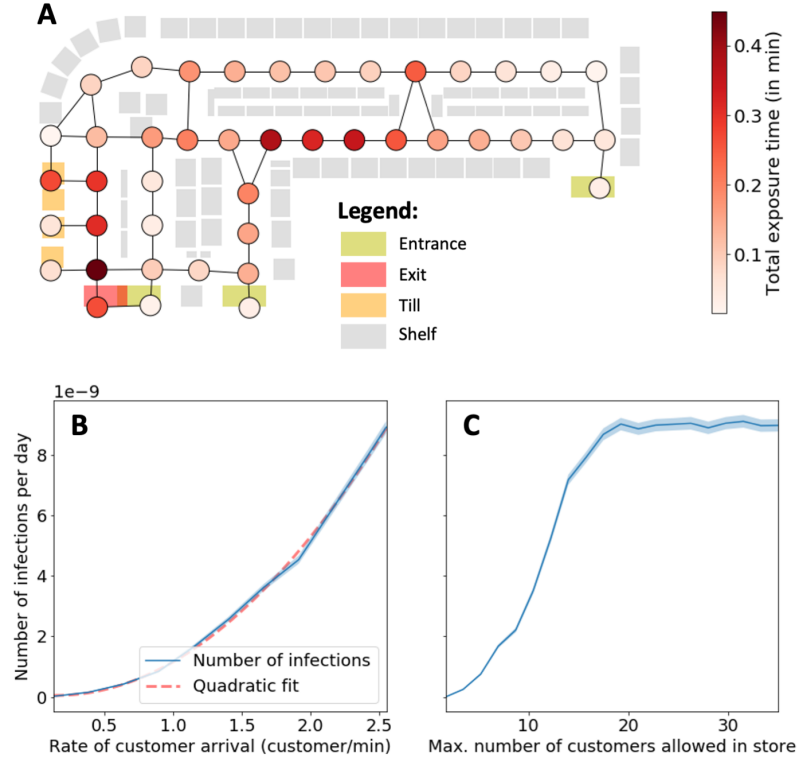 A
Legend:
Entrance
Exit
Till
Shelf
0.4
0.3
0.2
0.1
Total exposure time (in min)
1e−9
B
8
6
4
2
0
Number of infections per day
Number of infections
Quadratic fit
0.5 1.0 1.5 2.0 2.5
Rate of customer arrival (customer/min)
C
10 20 30
Max. number of customers allowed in store